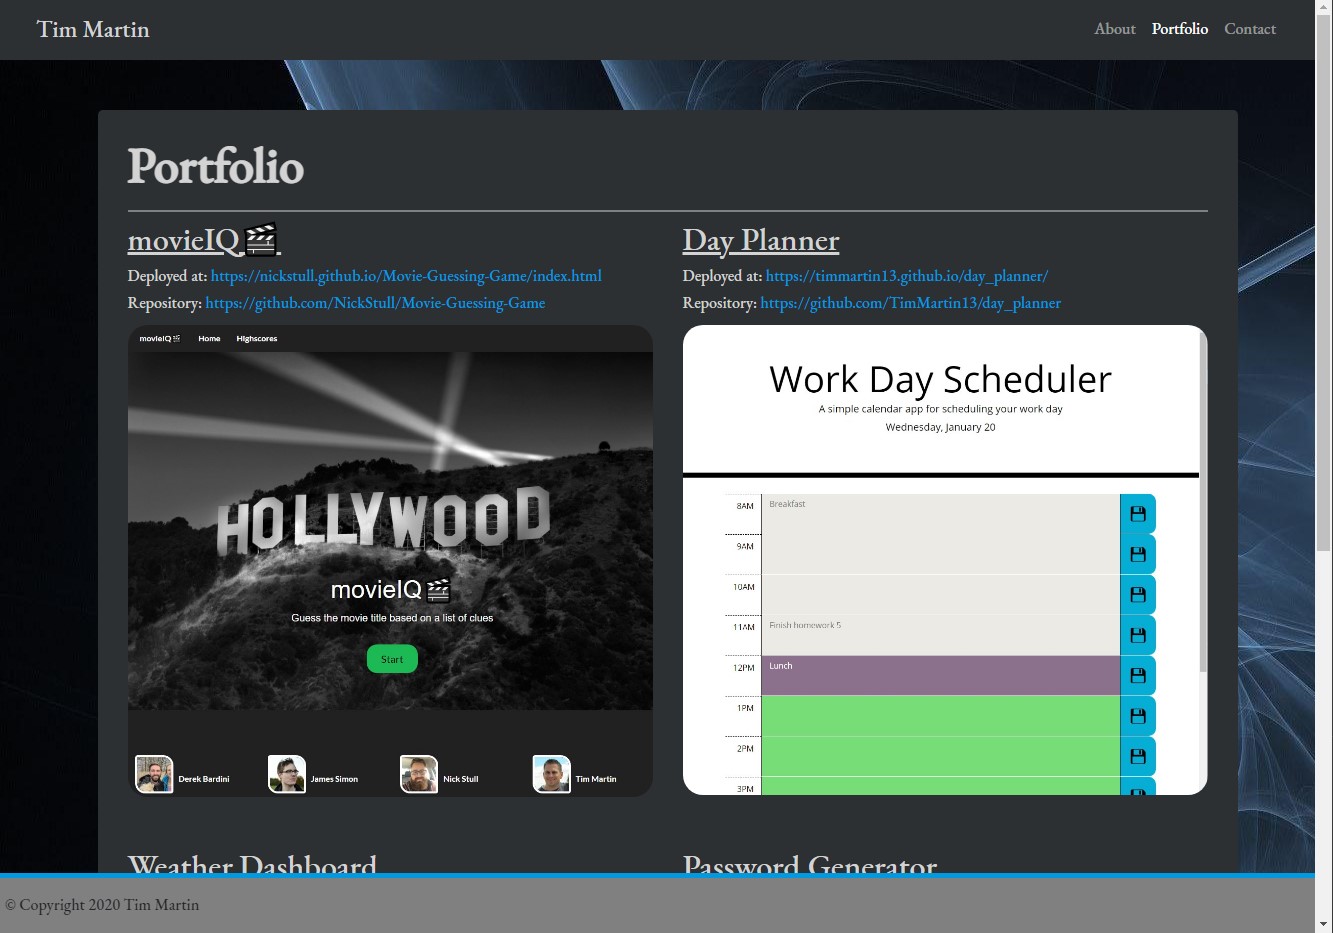 Tim Martin
About Portfolio Contact
Portfolio
movieIQ🎬
Deployed at: https://nickstull.github.io/Movie-Guessing-Game/index.html
Repository: https://github.com/NickStull/Movie-Guessing-Game
movieIQ🎬 Home Highscores
HOLLYWOOD
movieIQ🎬
Guess the movie title based on a list of clues
Start
Derek Bardini James Simon Nick Stull Tim Martin
Day Planner
Deployed at: https://timmartin13.github.io/day_planner/
Repository: https://github.com/TimMartin13/day_planner
Work Day Scheduler
A simple calendar app for scheduling your work day
Wednesday, January 20
8AM Breakfast
9AM
10AM
11AM Finish homework 5
12PM Lunch
1PM
2PM
3PM
Weather Dashboard
Password Generator
© Copyright 2020 Tim Martin